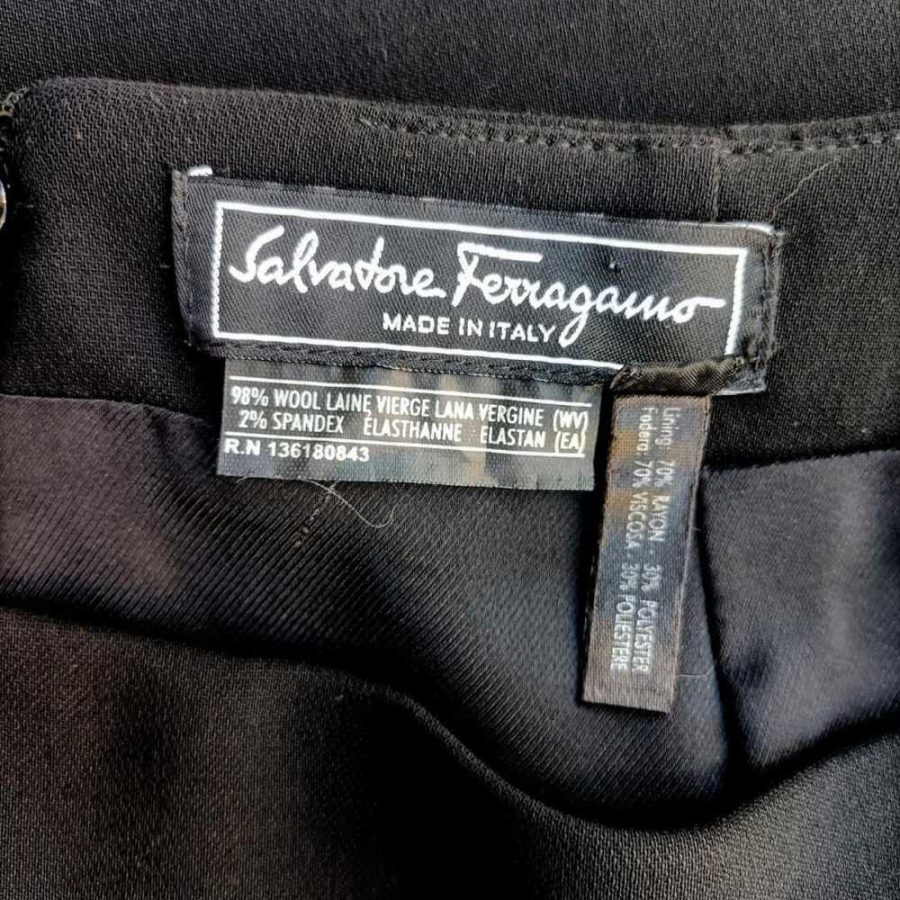 Salvatore Ferragamo
MADE IN ITALY
98% WOOL LAINE VIERGE LANA VERGINE (WV)
2% SPANDEX ÉLASTHANNE ELASTAN (EA)
R.N 136180843
Lining: 70% RAYON - 30% POLYESTER
Fodera: 70% VISCOSA - 30% POLIESTERE